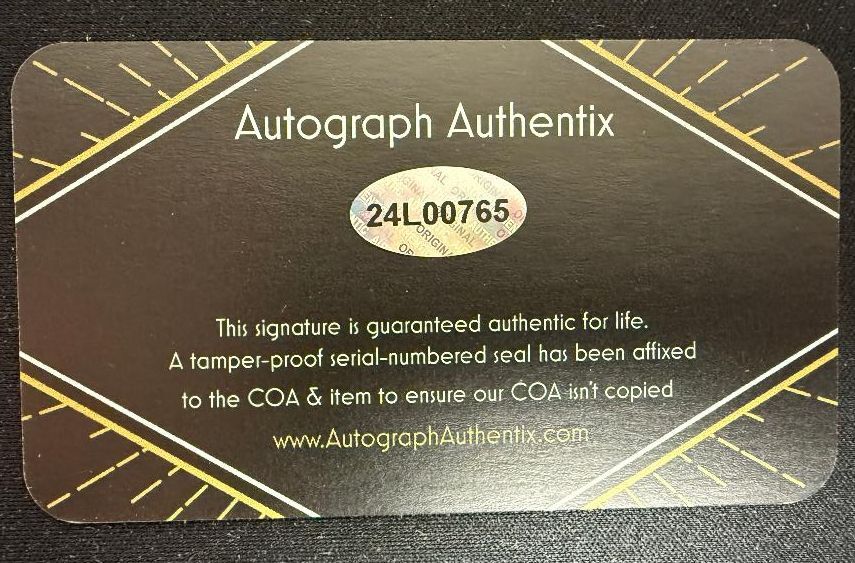 Autograph Authentix
24L00765
This signature is guaranteed authentic for life.
A tamper-proof serial-numbered seal has been affixed
to the COA & item to ensure our COA isn't copied
www.AutographAuthentix.com